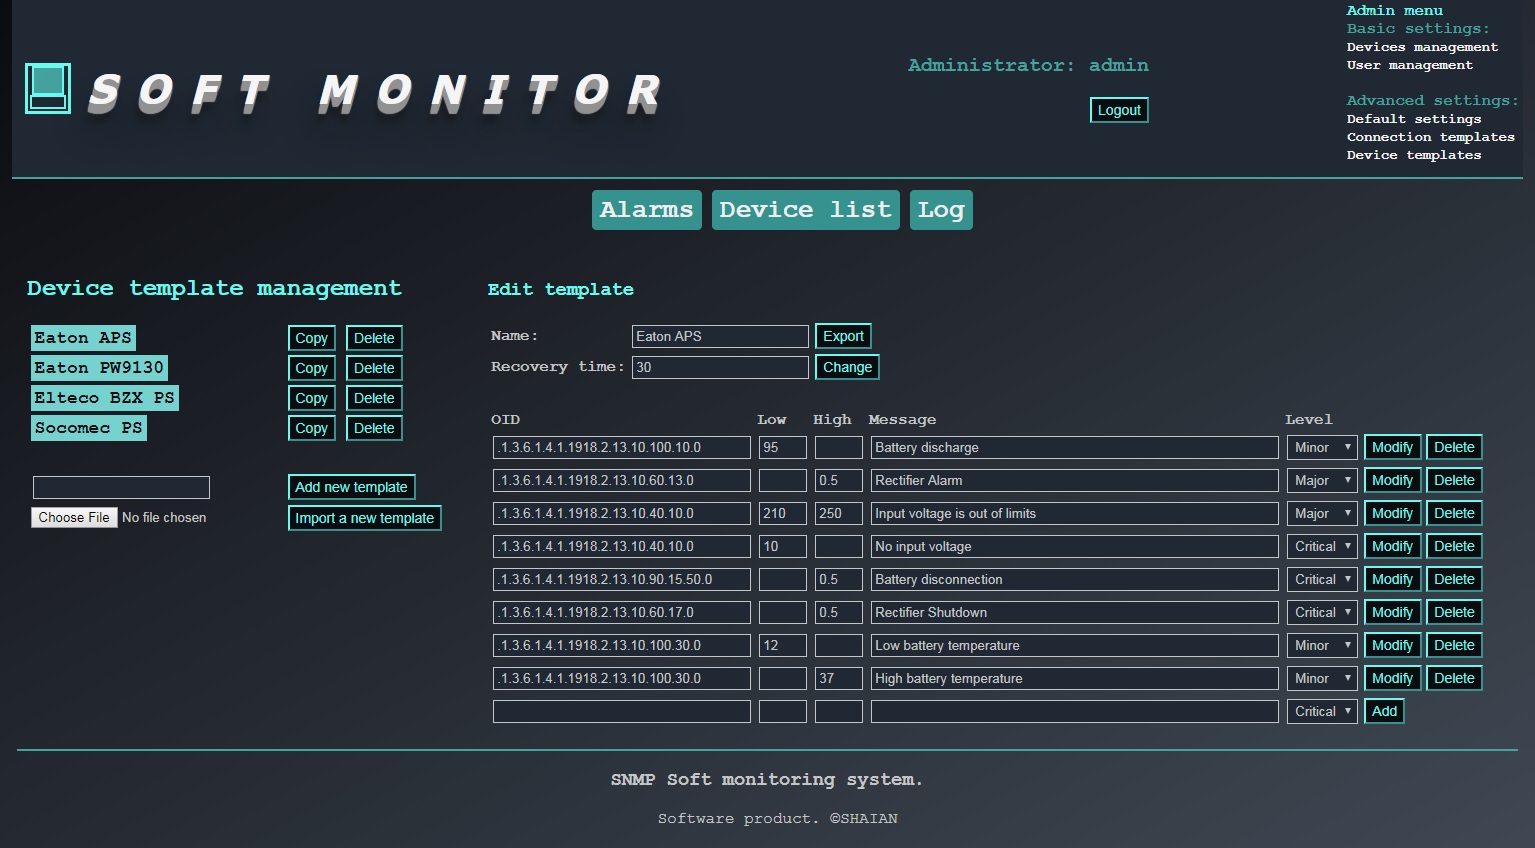 SOFT MONITOR
Administrator: admin
Logout
Admin menu
Basic settings:
Devices management
User management
Advanced settings:
Default settings
Connection templates
Device templates
Alarms Device list Log
Device template management
Eaton APS Copy Delete
Eaton PW9130 Copy Delete
Elteco BZX PS Copy Delete
Socomec PS Copy Delete
Add new template
Choose File No file chosen Import a new template
Edit template
Name: Eaton APS Export
Recovery time: 30 Change
OID Low High Message Level
.1.3.6.1.4.1.1918.2.13.10.100.10.0 95 Battery discharge Minor Modify Delete
.1.3.6.1.4.1.1918.2.13.10.60.13.0 0.5 Rectifier Alarm Major Modify Delete
.1.3.6.1.4.1.1918.2.13.10.40.10.0 210 250 Input voltage is out of limits Major Modify Delete
.1.3.6.1.4.1.1918.2.13.10.40.10.0 10 No input voltage Critical Modify Delete
.1.3.6.1.4.1.1918.2.13.10.90.15.50.0 0.5 Battery disconnection Critical Modify Delete
.1.3.6.1.4.1.1918.2.13.10.60.17.0 0.5 Rectifier Shutdown Critical Modify Delete
.1.3.6.1.4.1.1918.2.13.10.100.30.0 12 Low battery temperature Minor Modify Delete
.1.3.6.1.4.1.1918.2.13.10.100.30.0 37 High battery temperature Minor Modify Delete
Critical Add
SNMP Soft monitoring system.
Software product. ©SHAIAN